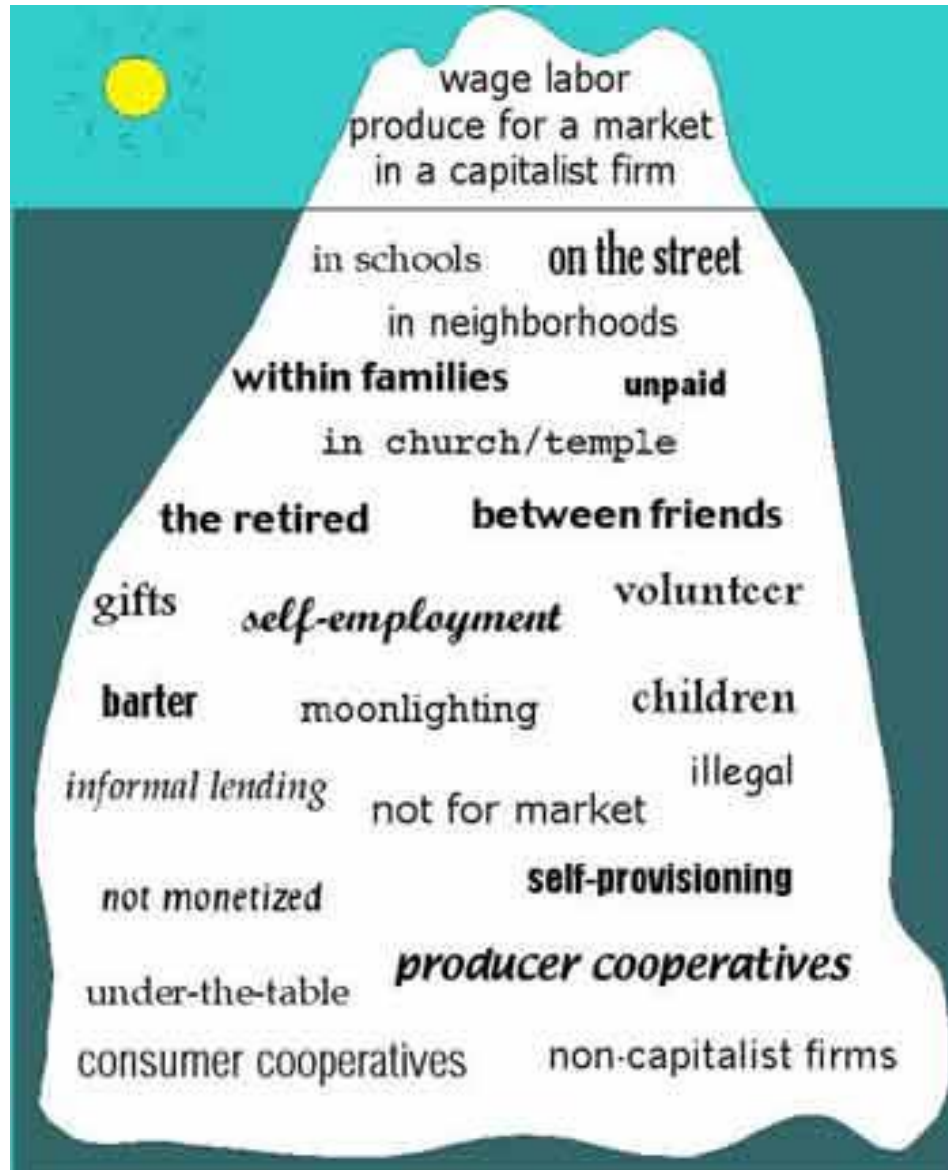 wage labor
produce for a market
in a capitalist firm
in schools on the street
in neighborhoods
within families unpaid
in church/temple
the retired between friends
gifts self-employment volunteer
barter moonlighting children
informal lending not for market illegal
not monetized self-provisioning
under-the-table producer cooperatives
consumer cooperatives non-capitalist firms